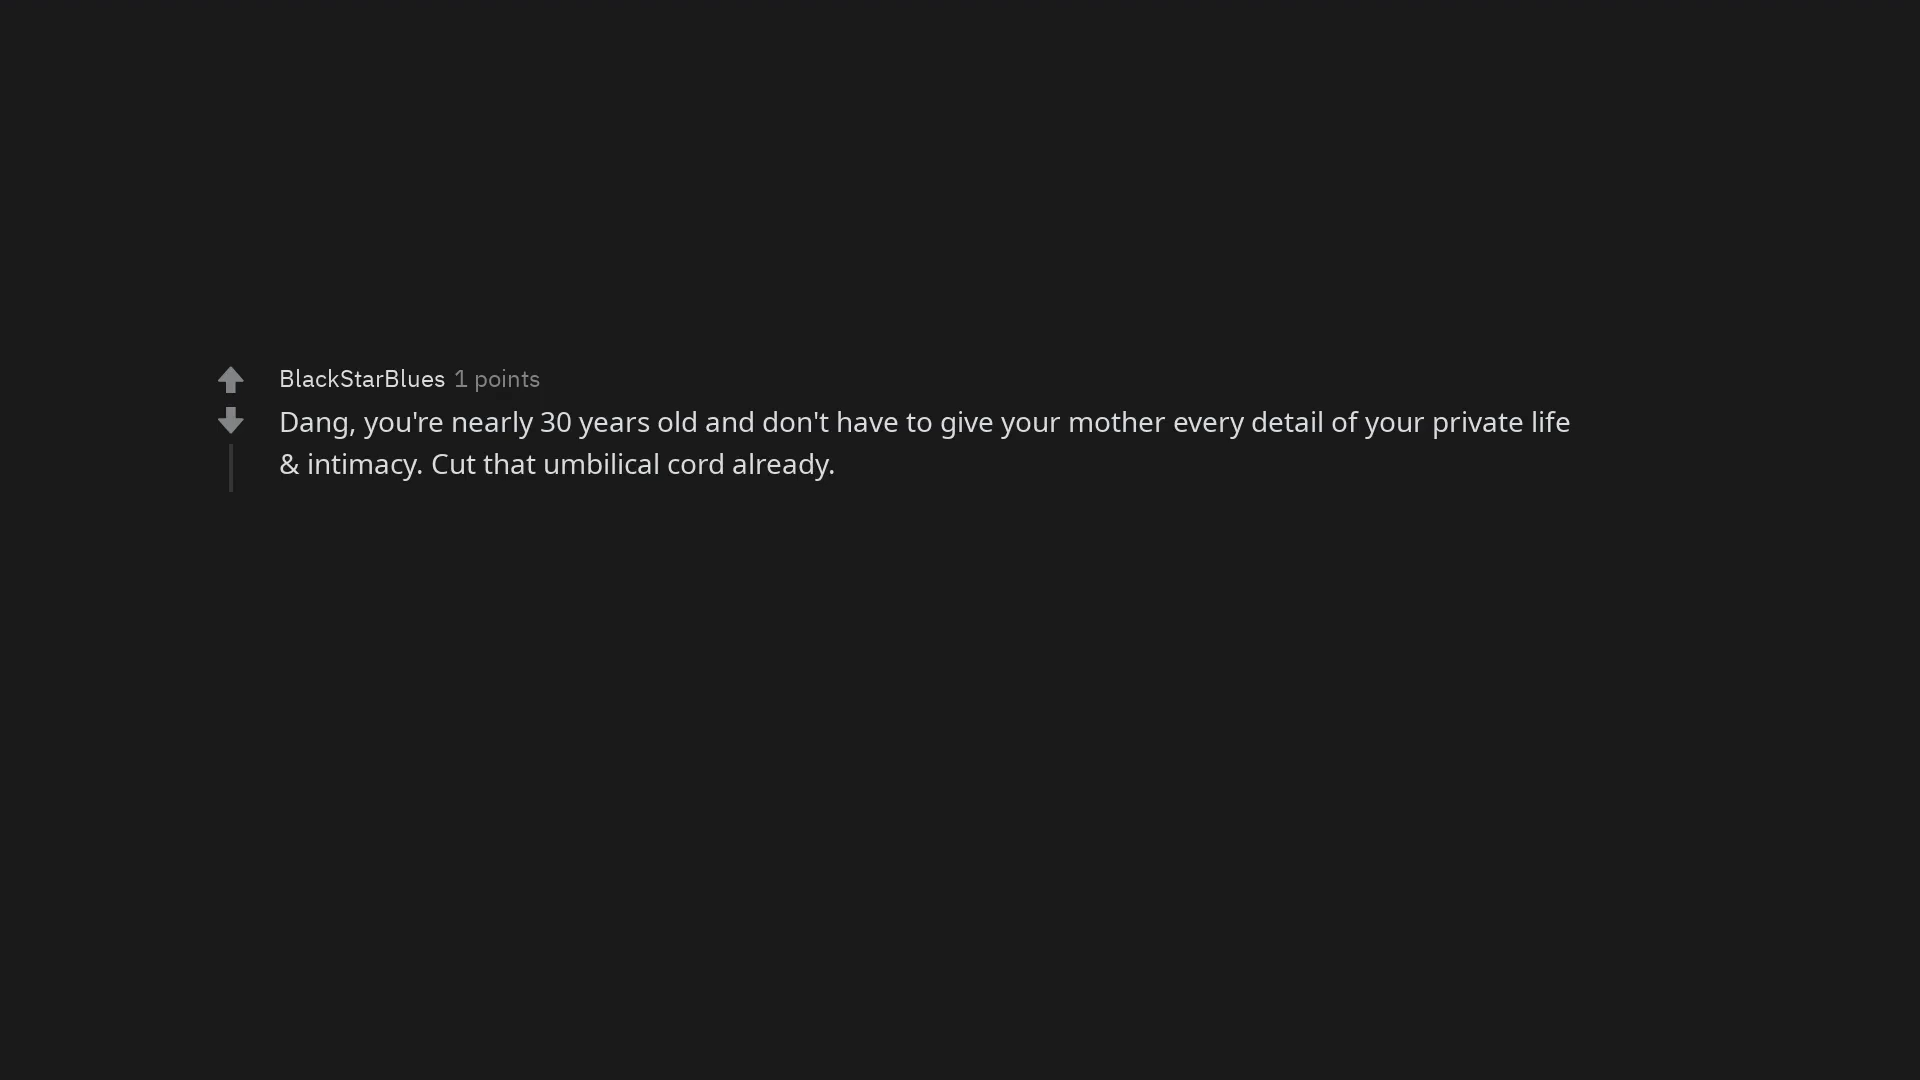 BlackStarBlues 1 points
Dang, you're nearly 30 years old and don't have to give your mother every detail of your private life
& intimacy. Cut that umbilical cord already.